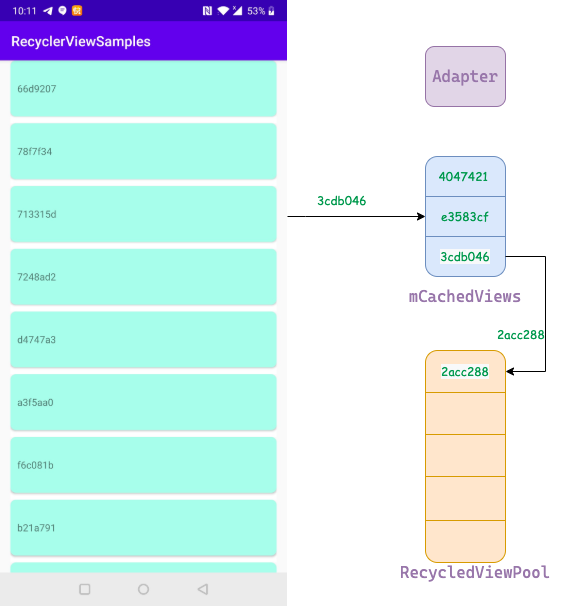 10:11
53%
RecyclerViewSamples
66d9207
78f7f34
713315d
7248ad2
d4747a3
a3f5aa0
f6c081b
b21a791
Adapter
3cdb046
4047421
e3583cf
3cdb046
mCachedViews
2acc288
2acc288
RecycledViewPool